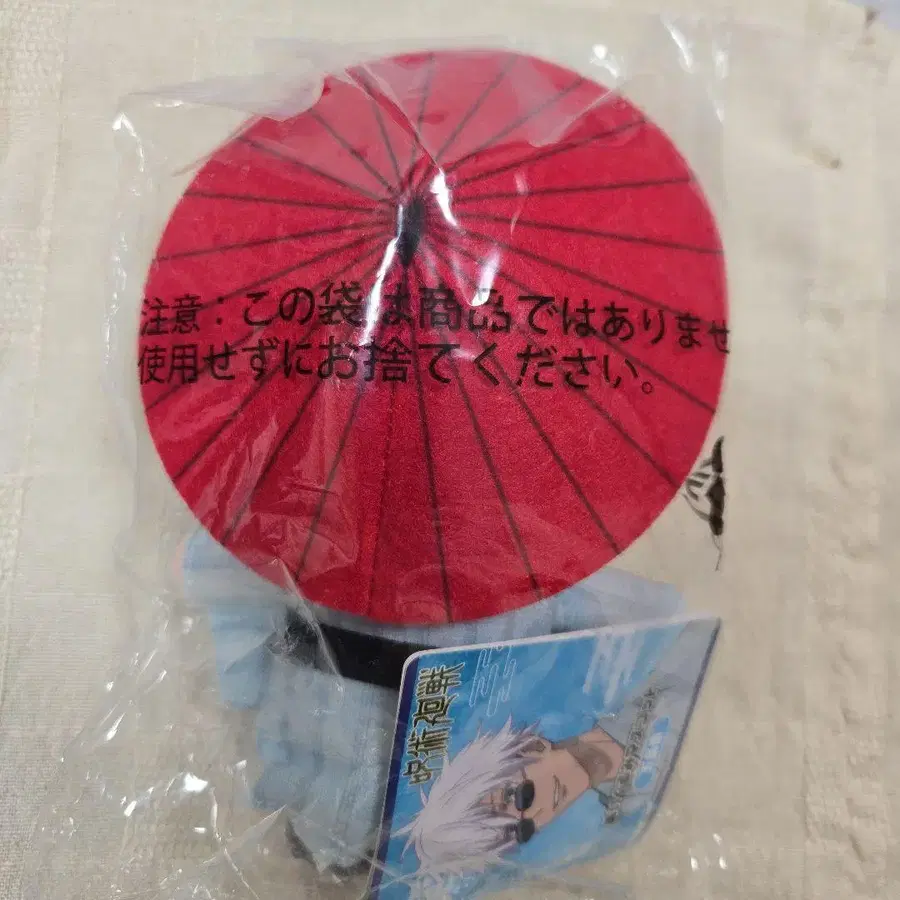 注意：この袋は商品ではありませ
使用せずにお捨てください。
呪術廻戦